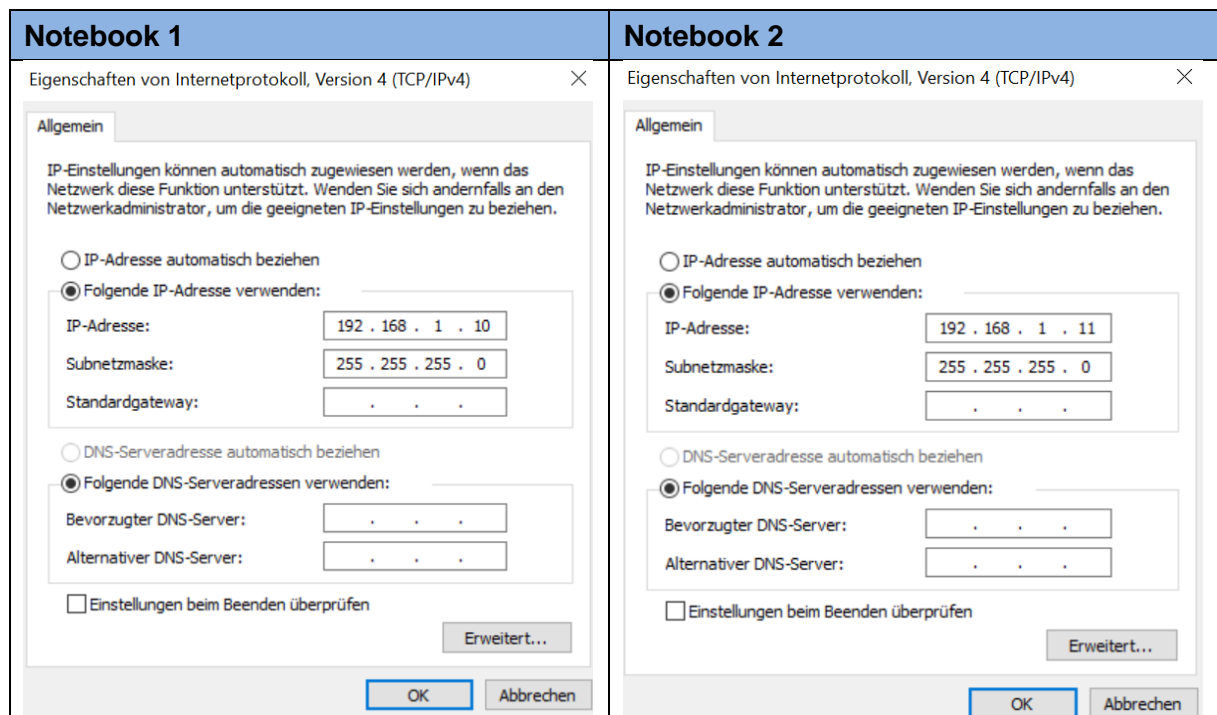 Notebook 1
Eigenschaften von Internetprotokoll, Version 4 (TCP/IPv4)
Allgemein
IP-Einstellungen können automatisch zugewiesen werden, wenn das
Netzwerk diese Funktion unterstützt. Wenden Sie sich andernfalls an den
Netzwerkadministrator, um die geeigneten IP-Einstellungen zu beziehen.
IP-Adresse automatisch beziehen
Folgende IP-Adresse verwenden:
IP-Adresse: 192 . 168 . 1 . 10
Subnetzmaske: 255 . 255 . 255 . 0
Standardgateway: . . .
DNS-Serveradresse automatisch beziehen
Folgende DNS-Serveradressen verwenden:
Bevorzugter DNS-Server: . . .
Alternativer DNS-Server: . . .
Einstellungen beim Beenden überprüfen
Erweitert...
OK Abbrechen
Notebook 2
Eigenschaften von Internetprotokoll, Version 4 (TCP/IPv4)
Allgemein
IP-Einstellungen können automatisch zugewiesen werden, wenn das
Netzwerk diese Funktion unterstützt. Wenden Sie sich andernfalls an den
Netzwerkadministrator, um die geeigneten IP-Einstellungen zu beziehen.
IP-Adresse automatisch beziehen
Folgende IP-Adresse verwenden:
IP-Adresse: 192 . 168 . 1 . 11
Subnetzmaske: 255 . 255 . 255 . 0
Standardgateway: . . .
DNS-Serveradresse automatisch beziehen
Folgende DNS-Serveradressen verwenden:
Bevorzugter DNS-Server: . . .
Alternativer DNS-Server: . . .
Einstellungen beim Beenden überprüfen
Erweitert...
OK Abbrechen